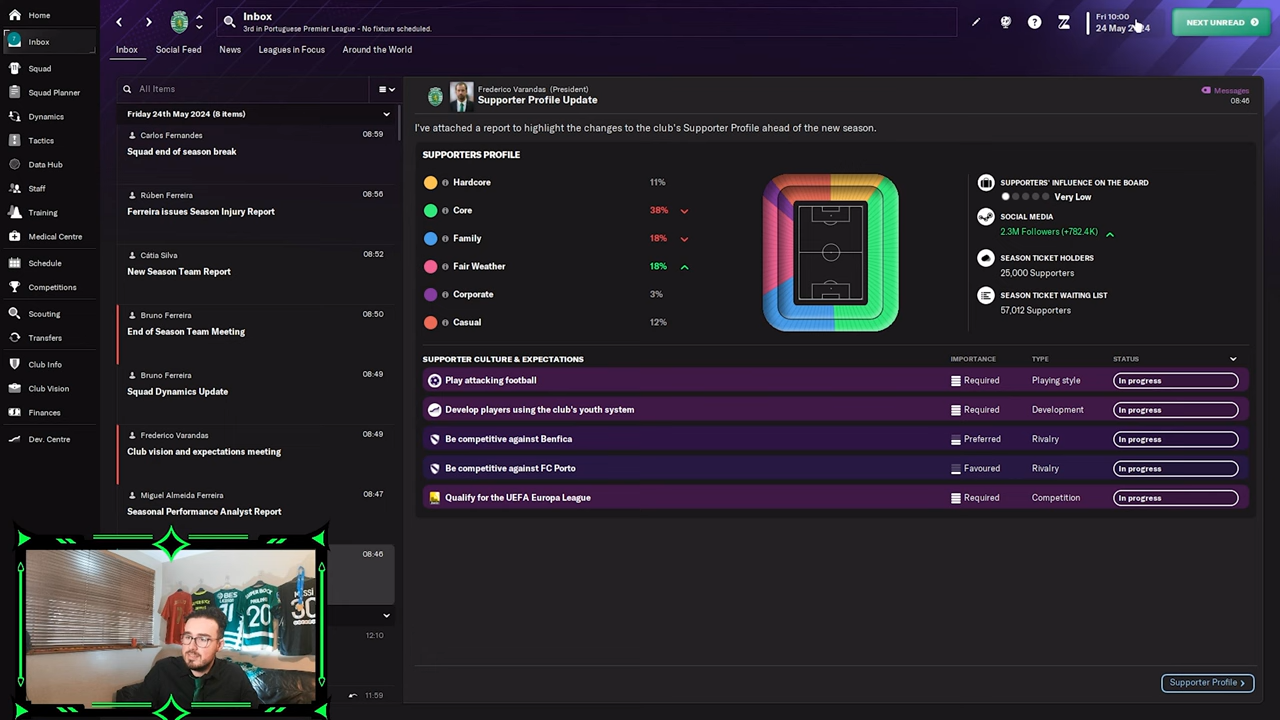 Home
Inbox
Squad
Squad Planner
Dynamics
Tactics
Data Hub
Staff
Training
Medical Centre
Schedule
Competitions
Scouting
Transfers
Club Info
Club Vision
Finances
Dev. Centre
Inbox
3rd in Portuguese Premier League - No fixture scheduled.
Fri 10:00
24 May 2024
NEXT UNREAD
Inbox Social Feed News Leagues in Focus Around the World
All Items
Friday 24th May 2024 (8 items)
Carlos Fernandes 08:59
Squad end of season break
Rúben Ferreira 08:56
Ferreira issues Season Injury Report
Cátia Silva 08:52
New Season Team Report
Bruno Ferreira 08:50
End of Season Team Meeting
Bruno Ferreira 08:49
Squad Dynamics Update
Frederico Varandas 08:49
Club vision and expectations meeting
Miguel Almeida Ferreira 08:47
Seasonal Performance Analyst Report
08:46
12:10
11:59
Frederico Varandas (President)
Supporter Profile Update
Messages
08:46
I've attached a report to highlight the changes to the club's Supporter Profile ahead of the new season.
SUPPORTERS PROFILE
Hardcore 11%
Core 38%
Family 18%
Fair Weather 18%
Corporate 3%
Casual 12%
SUPPORTERS' INFLUENCE ON THE BOARD
Very Low
SOCIAL MEDIA
2.3M Followers (+782.4K)
SEASON TICKET HOLDERS
25,000 Supporters
SEASON TICKET WAITING LIST
57,012 Supporters
SUPPORTER CULTURE & EXPECTATIONS IMPORTANCE TYPE STATUS
Play attacking football Required Playing style In progress
Develop players using the club's youth system Required Development In progress
Be competitive against Benfica Preferred Rivalry In progress
Be competitive against FC Porto Favoured Rivalry In progress
Qualify for the UEFA Europa League Required Competition In progress
Supporter Profile
BES
11
SUPER BOCK
20
MESSI
30